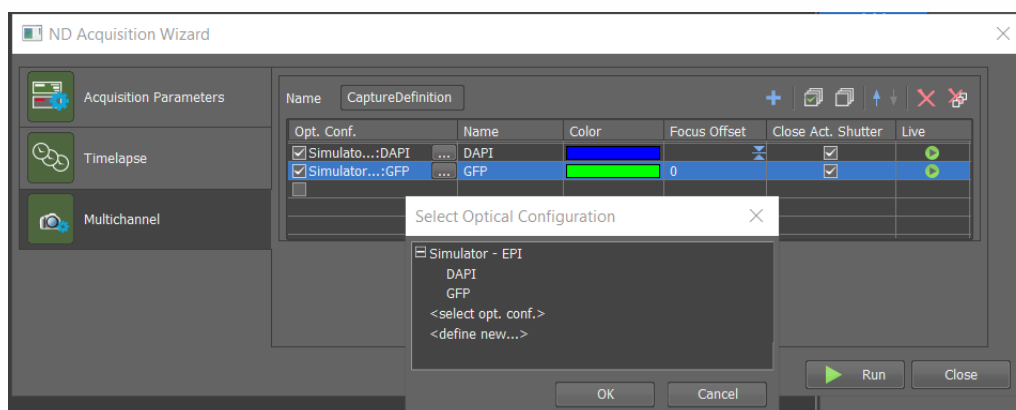 ND Acquisition Wizard
Acquisition Parameters
Timelapse
Multichannel
Name CaptureDefinition
Opt. Conf. Name Color Focus Offset Close Act. Shutter Live
Simulato...:DAPI ... DAPI
Simulator...:GFP ... GFP 0
Select Optical Configuration
Simulator - EPI
DAPI
GFP
<select opt. conf.>
<define new...>
OK Cancel
Run Close